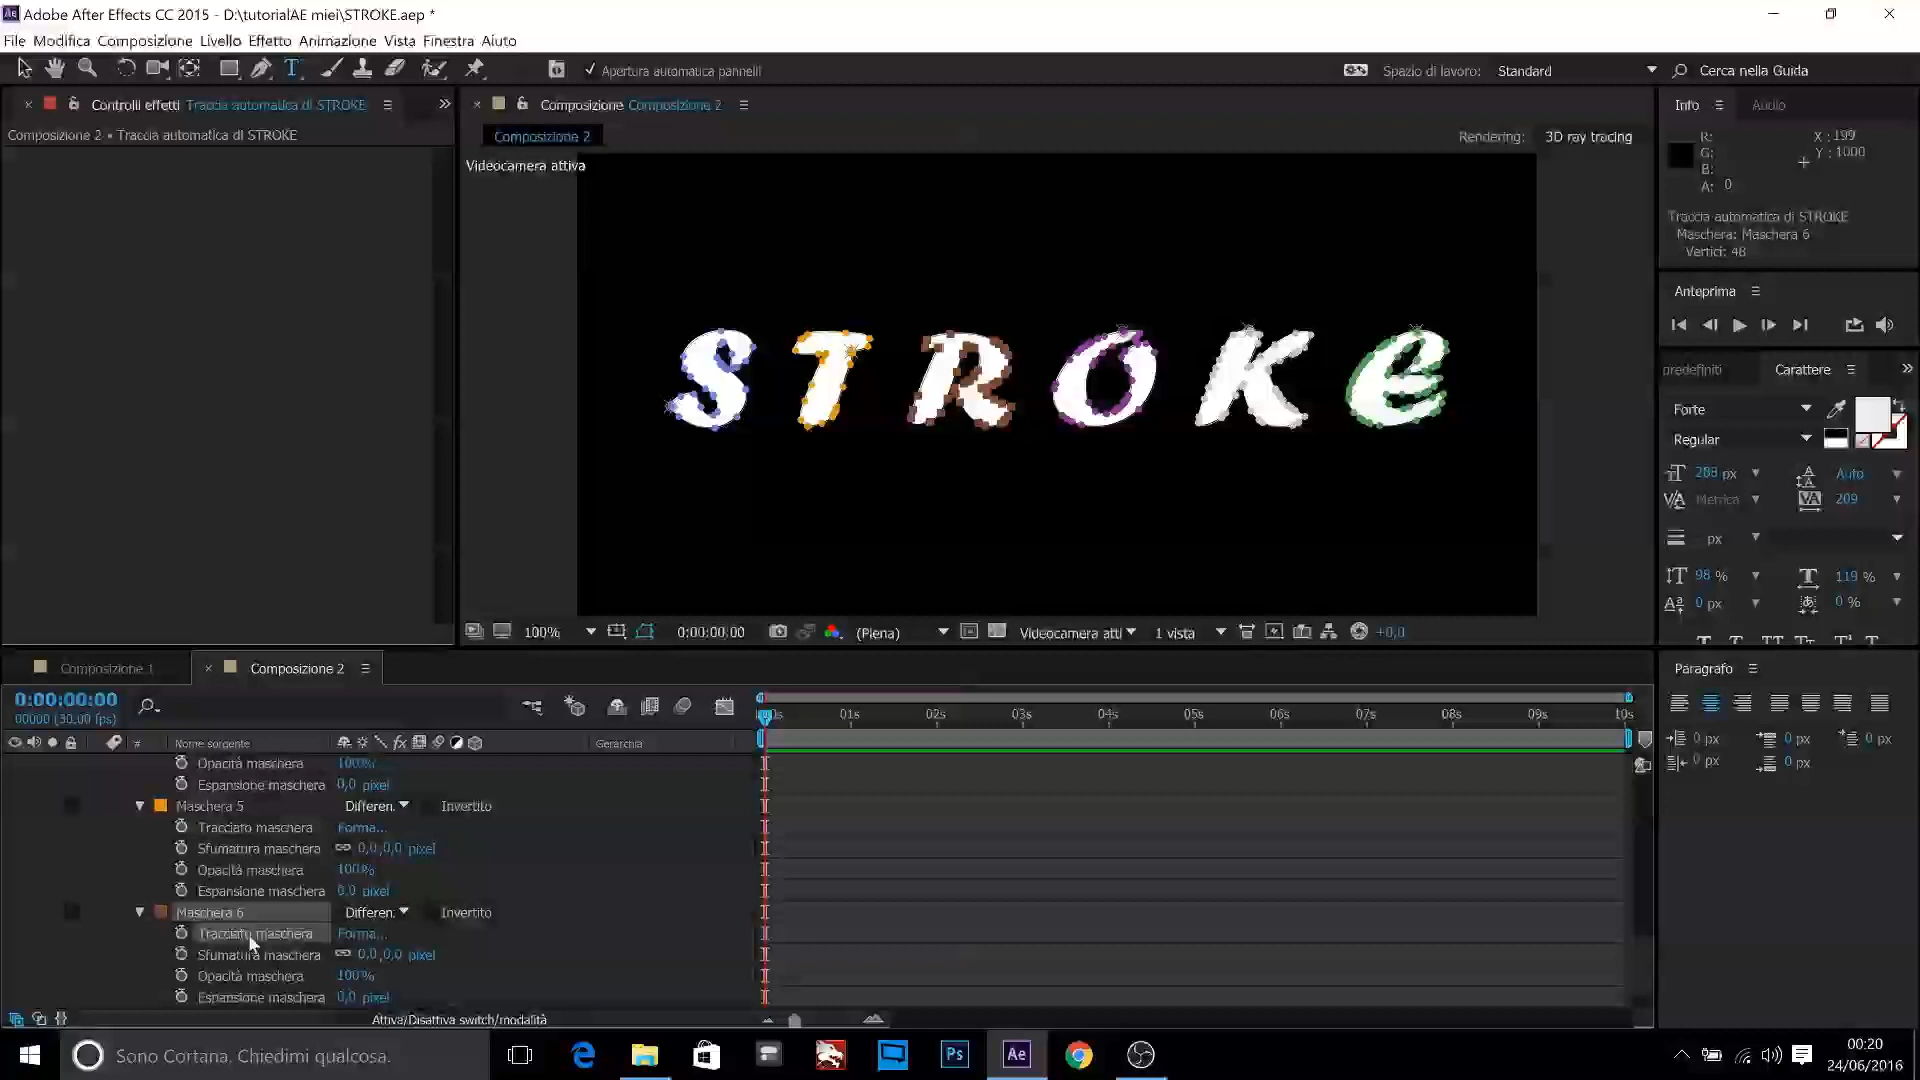 Adobe After Effects CC 2015 - D:\tutorialAE miei\STROKE.aep *
File Modifica Composizione Livello Effetto Animazione Vista Finestra Aiuto
Apertura automatica pannelli
Spazio di lavoro: Standard
Cerca nella Guida
Controlli effetti Traccia automatica di STROKE
Composizione 2 • Traccia automatica di STROKE
Composizione Composizione 2
Composizione 2
Rendering: 3D ray tracing
Videocamera attiva
STROKE
100%
0:00:00:00
(Piena)
Videocamera atti
1 vista
+0,0
Info
Audio
R:
G:
B:
A: 0
X : 199
Y : 1000
Traccia automatica di STROKE
Maschera: Maschera 6
Vertici: 48
Anteprima
predefiniti
Carattere
Forte
Regular
288 px
Auto
Metrica
209
px
98 %
119 %
0 px
0 %
Paragrafo
0 px
0 px
0 px
0 px
0 px
Composizione 1
Composizione 2
0:00:00:00
00000 (30.00 fps)
01s 02s 03s 04s 05s 06s 07s 08s 09s 10s
# Nome sorgente
fx
Gerarchia
Opacità maschera 100%
Espansione maschera 0,0 pixel
Maschera 5 Differen. Invertito
Tracciato maschera Forma...
Sfumatura maschera 0,0,0,0 pixel
Opacità maschera 100%
Espansione maschera 0,0 pixel
Maschera 6 Differen. Invertito
Tracciato maschera Forma...
Sfumatura maschera 0,0,0,0 pixel
Opacità maschera 100%
Espansione maschera 0,0 pixel
Attiva/Disattiva switch/modalità
Sono Cortana. Chiedimi qualcosa.
Ps
Ae
00:20
24/06/2016